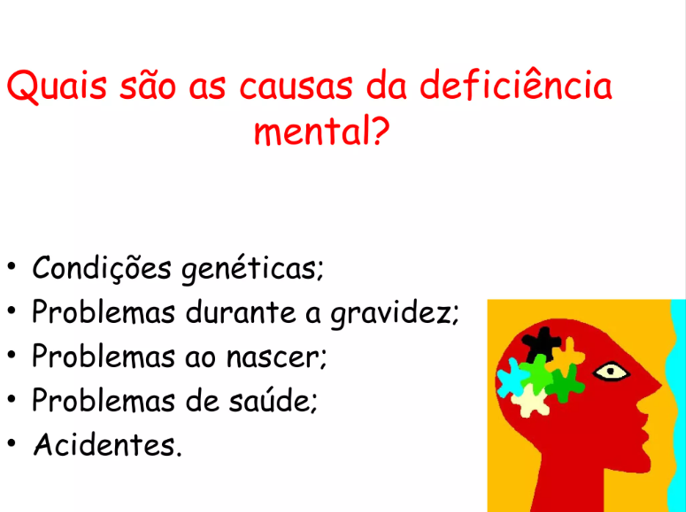 Quais são as causas da deficiência
mental?
• Condições genéticas;
• Problemas durante a gravidez;
• Problemas ao nascer;
• Problemas de saúde;
• Acidentes.